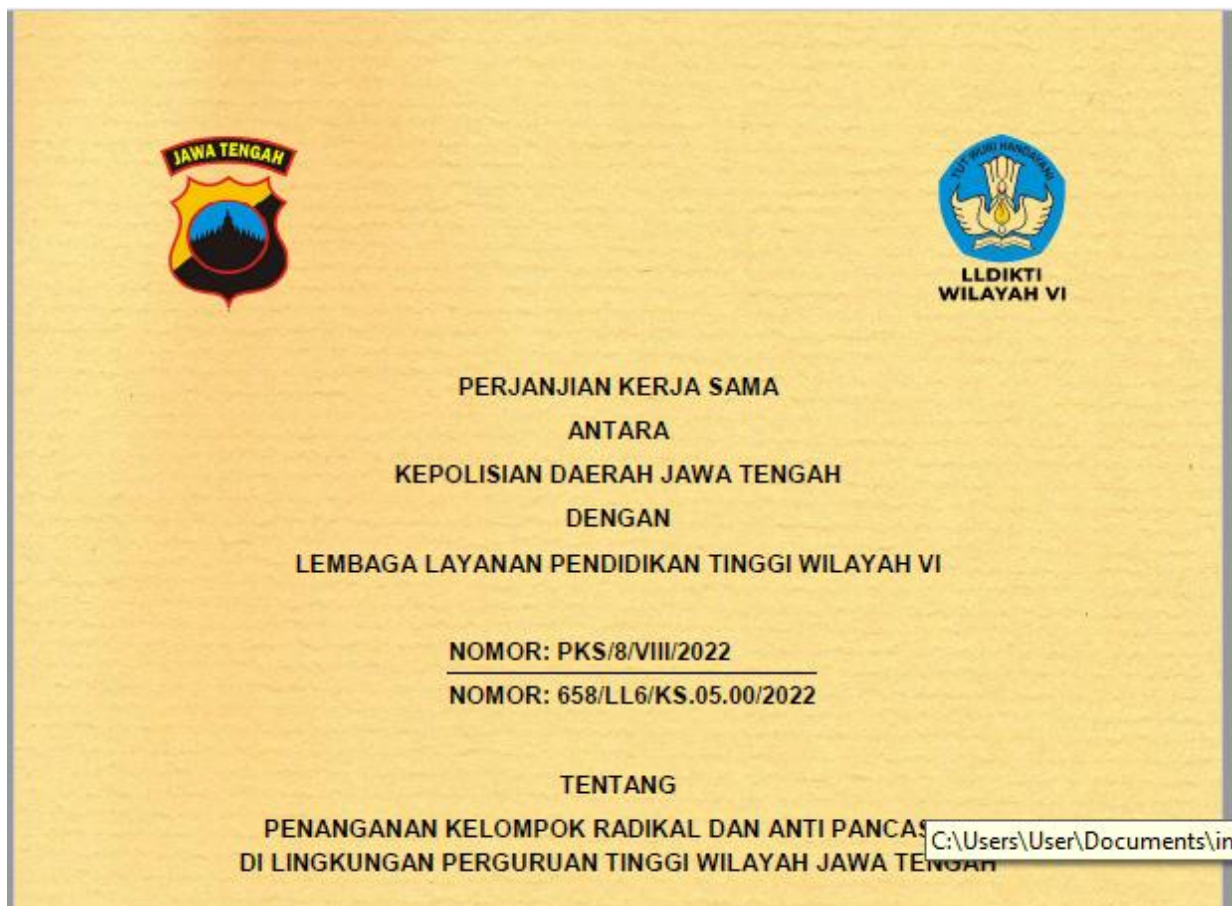 JAWA TENGAH
TUT WURI HANDAYANI
LLDIKTI
WILAYAH VI
PERJANJIAN KERJA SAMA
ANTARA
KEPOLISIAN DAERAH JAWA TENGAH
DENGAN
LEMBAGA LAYANAN PENDIDIKAN TINGGI WILAYAH VI
NOMOR: PKS/8/VIII/2022
NOMOR: 658/LL6/KS.05.00/2022
TENTANG
PENANGANAN KELOMPOK RADIKAL DAN ANTI PANCAS
C:\Users\User\Documents\in
DI LINGKUNGAN PERGURUAN TINGGI WILAYAH JAWA TENGAH